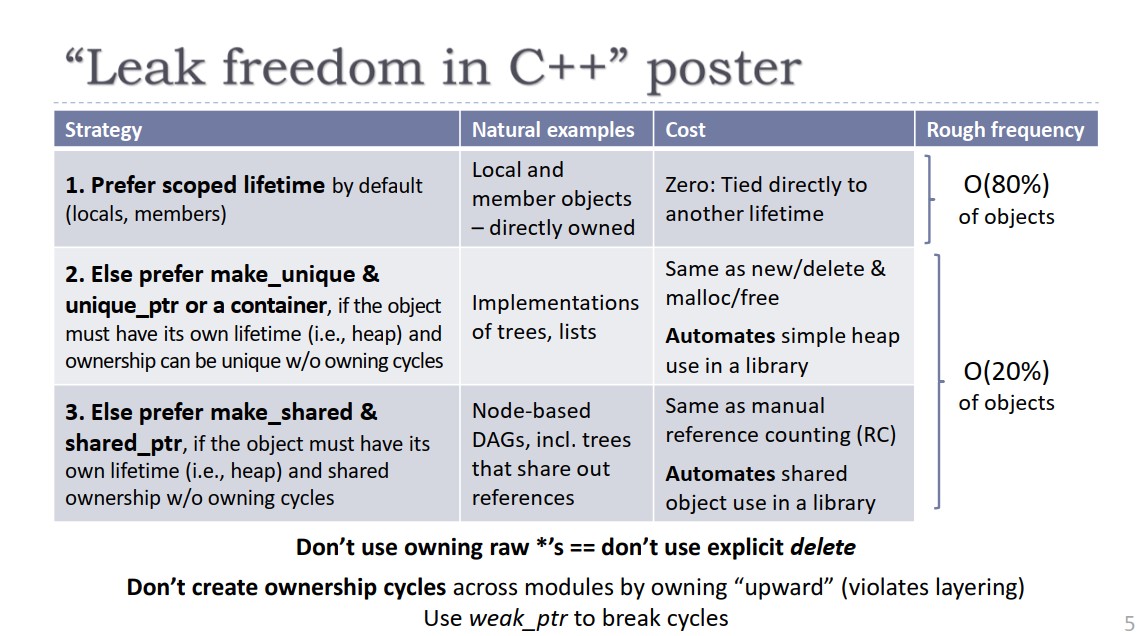 “Leak freedom in C++” poster
Strategy
Natural examples
Cost
Rough frequency
1. Prefer scoped lifetime by default
(locals, members)
Local and
member objects
– directly owned
Zero: Tied directly to
another lifetime
O(80%)
of objects
2. Else prefer make_unique &
unique_ptr or a container, if the object
must have its own lifetime (i.e., heap) and
ownership can be unique w/o owning cycles
Implementations
of trees, lists
Same as new/delete &
malloc/free
Automates simple heap
use in a library
O(20%)
of objects
3. Else prefer make_shared &
shared_ptr, if the object must have its
own lifetime (i.e., heap) and shared
ownership w/o owning cycles
Node-based
DAGs, incl. trees
that share out
references
Same as manual
reference counting (RC)
Automates shared
object use in a library
Don’t use owning raw *’s == don’t use explicit delete
Don’t create ownership cycles across modules by owning “upward” (violates layering)
Use weak_ptr to break cycles
5